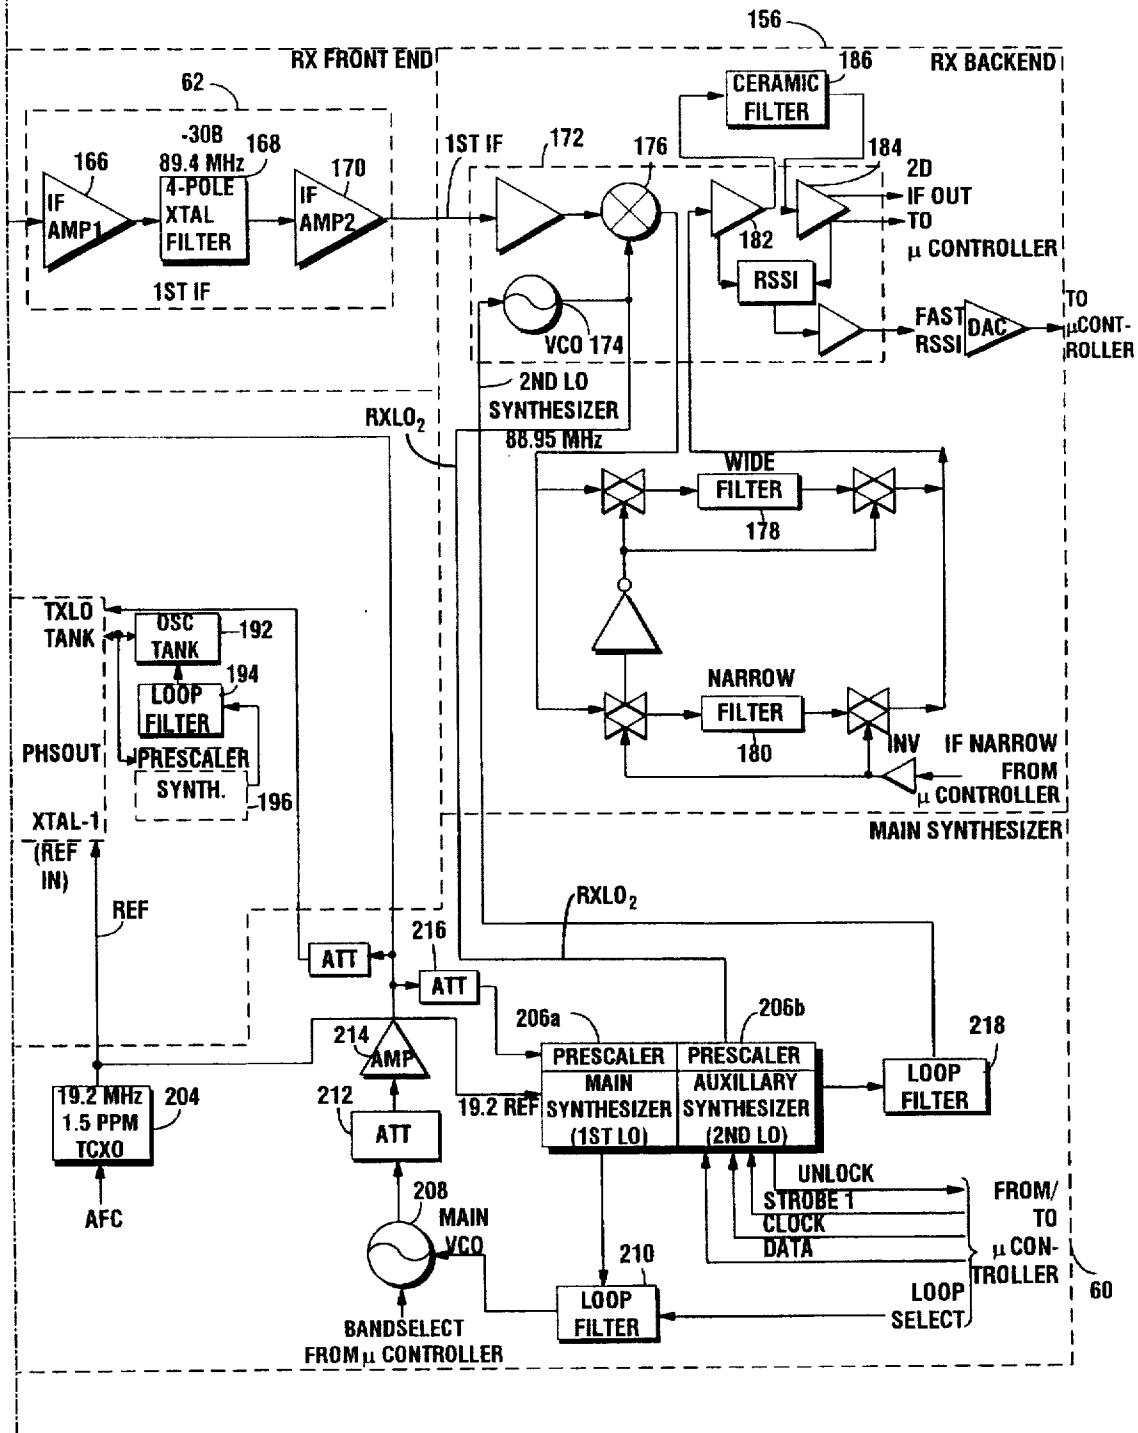 156
RX FRONT END
RX BACKEND
62
186
CERAMIC
FILTER
-30B
89.4 MHz
4-POLE
XTAL
FILTER
168
166
IF
AMP1
170
IF
AMP2
1ST IF
1ST IF
172
176
184
2D
IF OUT
TO
μ CONTROLLER
182
RSSI
VCO 174
FAST
RSSI
DAC
TO
μCONT-
ROLLER
2ND LO
SYNTHESIZER
88.95 MHz
RXLO2
WIDE
FILTER
178
TXLO
TANK
OSC
TANK
192
LOOP
FILTER
194
PHSOUT
PRESCALER
SYNTH.
196
XTAL-1
(REF
IN)
NARROW
FILTER
180
INV
IF NARROW
FROM
μ CONTROLLER
MAIN SYNTHESIZER
REF
RXLO2
ATT
216
ATT
206a
206b
218
214
AMP
PRESCALER
PRESCALER
MAIN
SYNTHESIZER
(1ST LO)
AUXILLARY
SYNTHESIZER
(2ND LO)
LOOP
FILTER
19.2 REF
19.2 MHz
1.5 PPM
TCXO
204
212
ATT
AFC
208
MAIN
VCO
UNLOCK
STROBE 1
CLOCK
DATA
FROM/
TO
μ CON-
TROLLER
210
LOOP
FILTER
LOOP
SELECT
60
BANDSELECT
FROM μ CONTROLLER